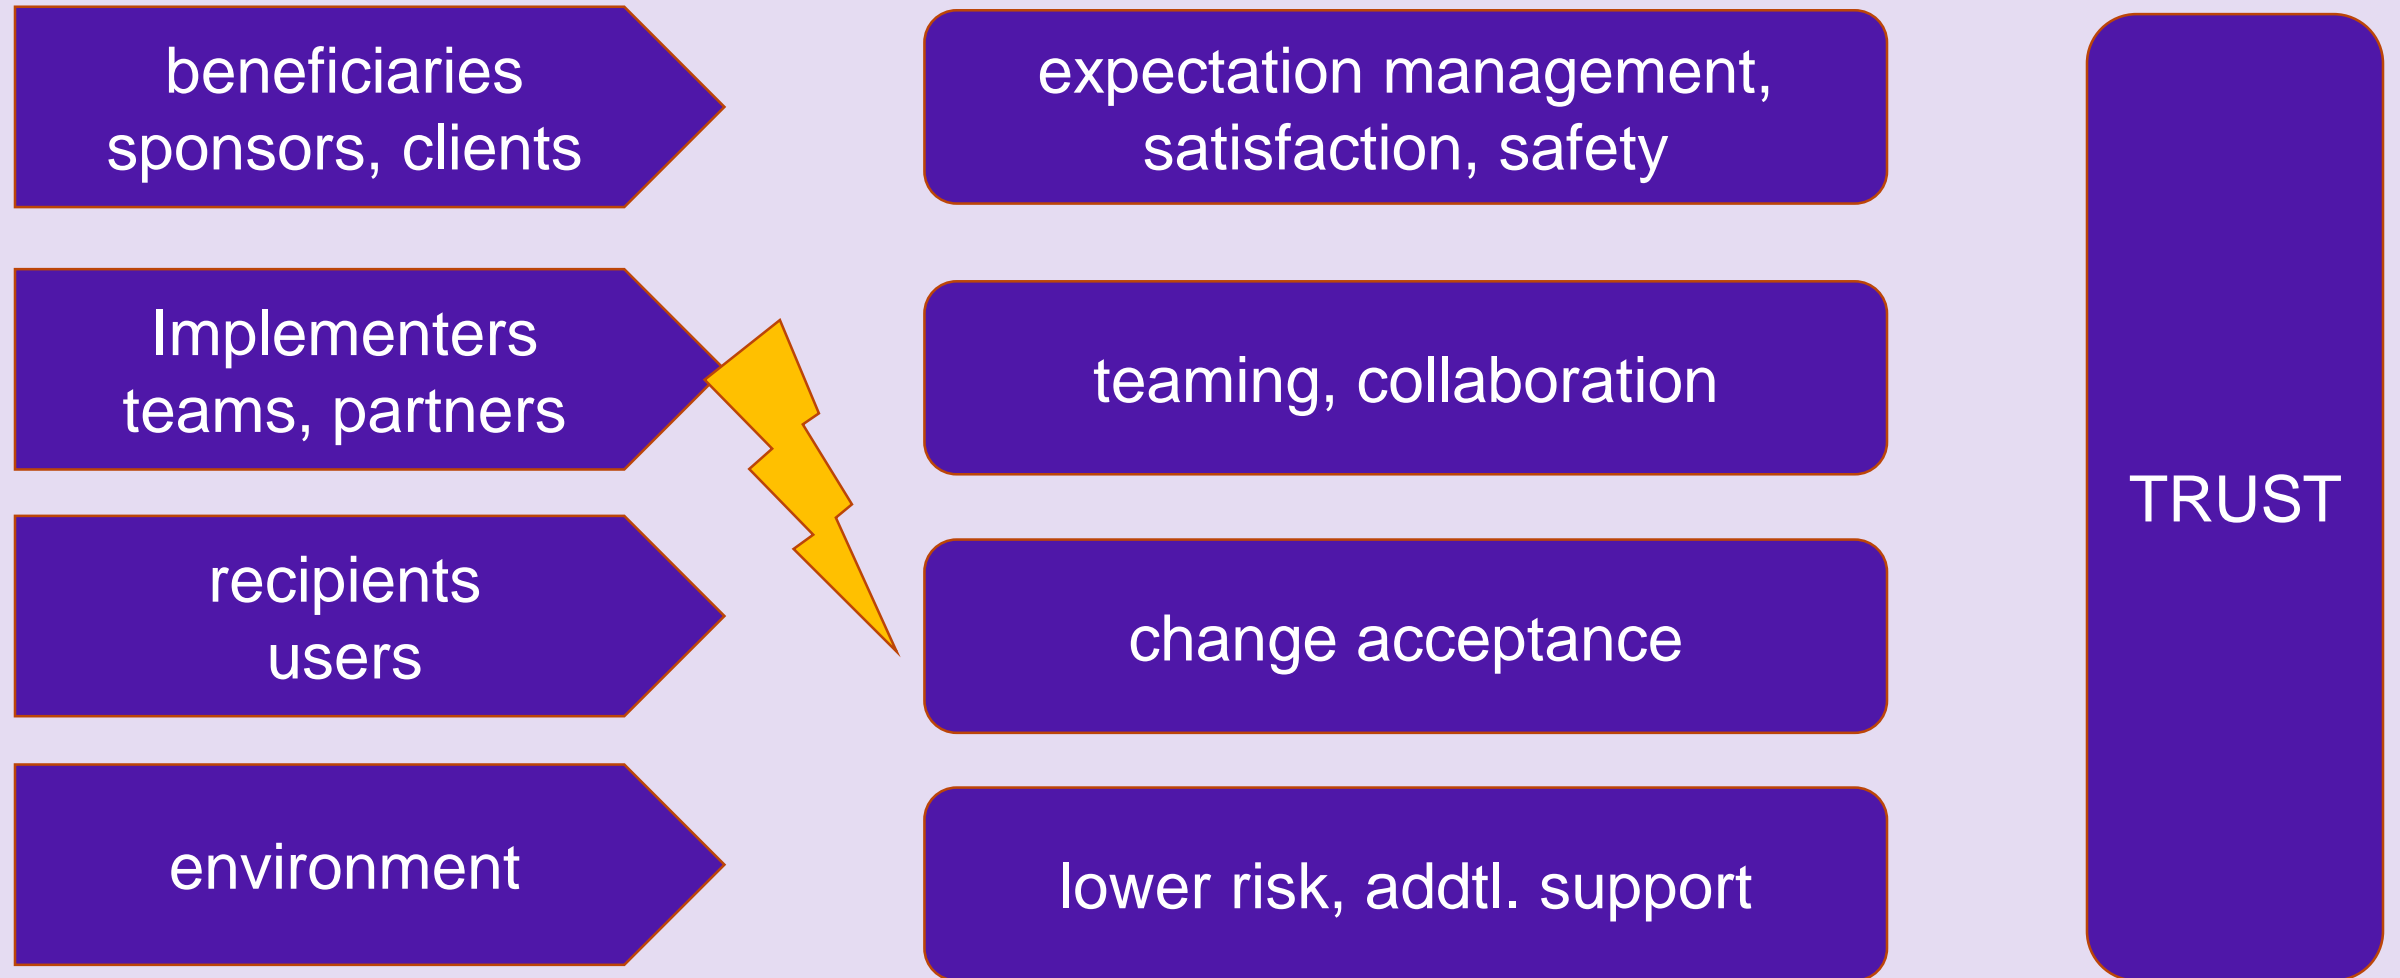 beneficiaries
sponsors, clients
expectation management,
satisfaction, safety
Implementers
teams, partners
teaming, collaboration
recipients
users
change acceptance
environment
lower risk, addtl. support
TRUST